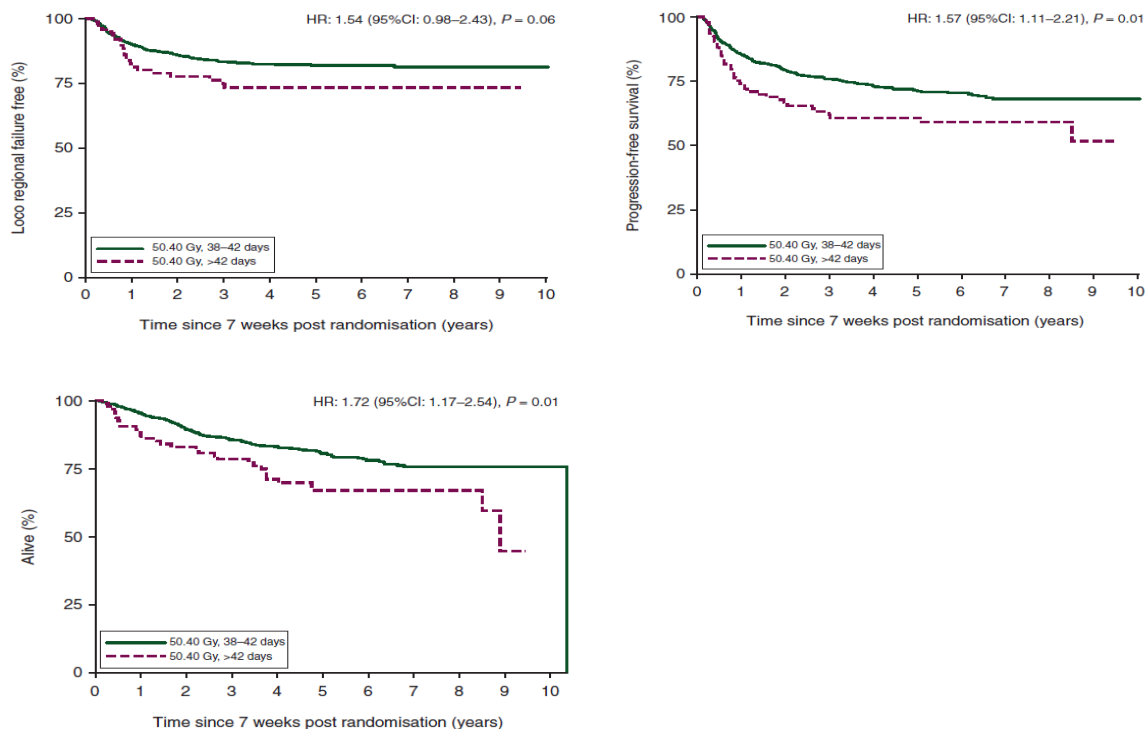 HR: 1.54 (95%CI: 0.98–2.43), P = 0.06
Loco regional failure free (%)
100
75
50
25
0
50.40 Gy, 38–42 days
50.40 Gy, >42 days
0 1 2 3 4 5 6 7 8 9 10
Time since 7 weeks post randomisation (years)
HR: 1.57 (95%CI: 1.11–2.21), P = 0.01
Progression-free survival (%)
100
75
50
25
0
50.40 Gy, 38–42 days
50.40 Gy, >42 days
0 1 2 3 4 5 6 7 8 9 10
Time since 7 weeks post randomisation (years)
HR: 1.72 (95%CI: 1.17–2.54), P = 0.01
Alive (%)
100
75
50
25
0
50.40 Gy, 38–42 days
50.40 Gy, >42 days
0 1 2 3 4 5 6 7 8 9 10
Time since 7 weeks post randomisation (years)